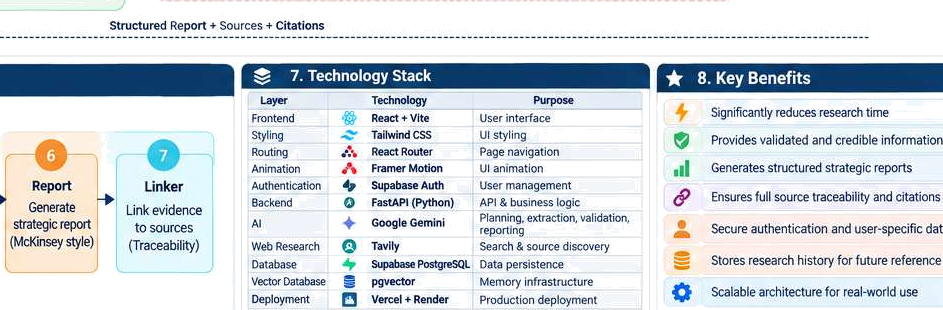 Structured Report + Sources + Citations
6
Report
Generate
strategic report
(McKinsey style)
7
Linker
Link evidence
to sources
(Traceability)
7. Technology Stack
Layer Technology Purpose
Frontend React + Vite User interface
Styling Tailwind CSS UI styling
Routing React Router Page navigation
Animation Framer Motion UI animation
Authentication Supabase Auth User management
Backend FastAPI (Python) API & business logic
AI Google Gemini Planning, extraction, validation,
reporting
Web Research Tavily Search & source discovery
Database Supabase PostgreSQL Data persistence
Vector Database pgvector Memory infrastructure
Deployment Vercel + Render Production deployment
8. Key Benefits
Significantly reduces research time
Provides validated and credible information
Generates structured strategic reports
Ensures full source traceability and citations
Secure authentication and user-specific dat
Stores research history for future reference
Scalable architecture for real-world use